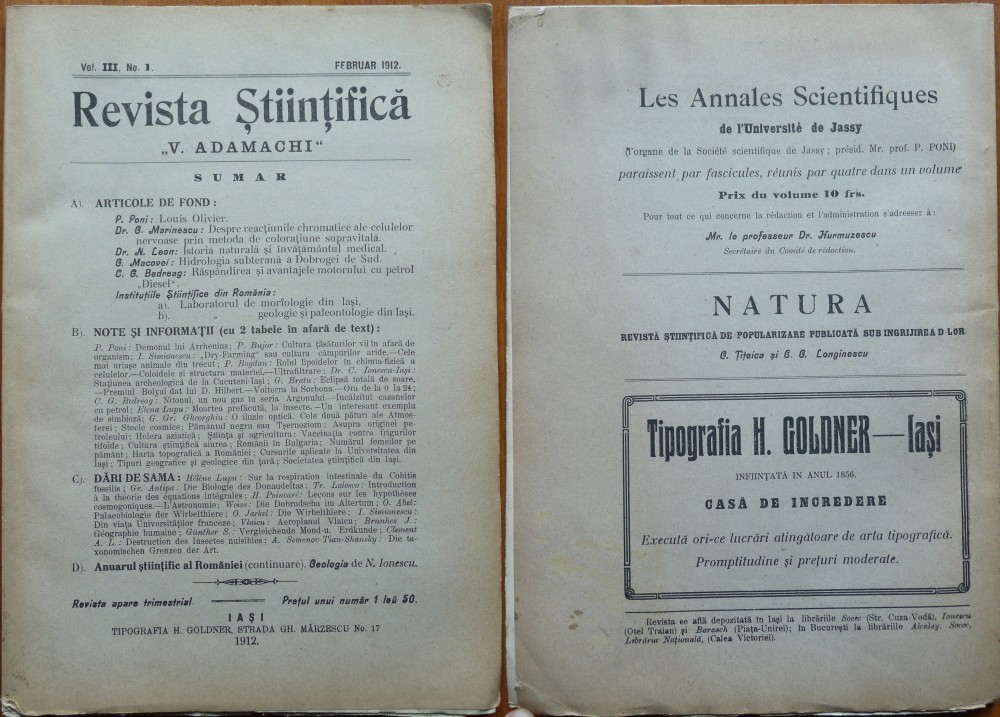 Vol. III. No. 1. FEBRUAR 1912.
Revista Științifică
„V. ADAMACHI“
SUMAR
A). ARTICOLE DE FOND :
P. Poni : Louis Olivier.
Dr. G. Marinescu : Despre reacțiunile chromatice ale celulelor
nervoase prin metoda de colorațiune supravitală.
Dr. N. Leon: Istoria naturală și învățământul medical.
G. Macovei : Hidrologia subterană a Dobrogei de Sud.
C. G. Bedreag: Răspândirea și avantajele motorului cu petrol
„Diesel“.
Instituțiile Științifice din România :
a). Laboratorul de morfologie din Iași.
b). „ geologie și paleontologie din Iași.
B). NOTE ȘI INFORMAȚII (cu 2 tabele în afară de text) :
P. Poni : Demonul lui Arrhenius; P. Bujor : Cultura țăsăturilor vii în afară de
organism; I. Simionescu : „Dry-Farming“ sau cultura câmpurilor aride.—Cele
mai uriașe animale din trecut; P. Bogdan : Rolul lipoidelor în chimia-fizică a
celulelor.—Coloidele și structura materiei.—Ultrafiltrare; Dr. C. Ionescu-Iași :
Stațiunea archeologică de la Cucuteni-Iași; G. Bratu : Eclipsă totală de soare,
—Premiul Bolyai dat lui D. Hilbert.—Volterra la Sorbona.—Ora de la 0 la 24;
C. G. Bedreag : Nitonul, un nou gaz în seria Argonului.—Incălzitul cazanelor
cu petrol; Elena Lupu : Moartea prefăcută, la insecte. —Un interesant exemplu
de simbioză; G. Gr. Gheorghiu : O iluzie optică. Cele două pături ale Atmos-
ferei; Stecle cosmice; Pământul negru sau Tșernoziom; Asupra originei pe-
troleului; Holera aziatică; Știința și agricultura; Vaccinația contra frigurilor
tifoide; Cultura științifică aiurea; Românii în Bulgaria; Numărul femeilor pe
pământ; Harta topografică a României; Cursurile aplicate la Universitatea din
Iași; Tipuri geografice și geologice din țară; Societatea științifică din Iași.
C). DĂRI DE SAMA : Hélène Lupu : Sur la respiration intestinale du Cobitis
fossilis; Gr. Antipa : Die Biologie des Donaudeltas; Tr. Lalesco : Introduction
à la théorie des équations intégrales; H. Poincaré : Leçons sur les hypothèses
cosmogoniques.—L'Astronomie; Weiss : Die Dobrudscha im Altertum; O. Abel :
Palaeobiologie der Wirbelthiere; O. Jaekel : Die Wirbelthiere; I. Simionescu :
Din viața Universităților franceze; Vlaicu : Aeroplanul Vlaicu; Brunhes J. :
Géographie humaine; Günther S. : Vergleichende Mond-u. Erdkunde; Clement
A. L. : Destruction des Insectes nuisibles; A. Semenov-Tian-Shansky : Die ta-
xonomischen Grenzen der Art.
D). Anuarul științific al României (continuare). Geologia de N. Ionescu.
Revista apare trimestrial. Prețul unui număr 1 leŭ 50.
IAȘI
TIPOGRAFIA H. GOLDNER, STRADA GH. MÂRZESCU No. 17
1912.
Les Annales Scientifiques
de l'Université de Jassy
(l'organe de la Société scientifique de Jassy; présid. Mr. prof. P. PONI)
paraissent par fascicules, réunis par quatre dans un volume
Prix du volume 10 frs.
Pour tout ce qui concerne la rédaction et l'administration s'adresser à :
Mr. le professeur Dr. Hurmuzescu
Secrétaire du Comité de rédaction.
NATURA
REVISTĂ ȘTIINȚIFICĂ DE POPULARIZARE PUBLICATĂ SUB INGRIJIREA D-LOR
G. Țițeica și G. G. Longinescu
Tipografia H. GOLDNER—Iași
INFIINȚATĂ IN ANUL 1856.
CASĂ DE INCREDERE
Execută ori-ce lucrări atingătoare de arta tipografică.
Promptitudine și prețuri moderate.
Revista se află depozitată în Iași la librăriile Socec (Str. Cuza-Vodă), Ionescu
(Otel Traian) și Barasch (Piața-Unirei); în București la librăriile Alcalay, Socec,
Librăria Națională, (Calea Victoriei).